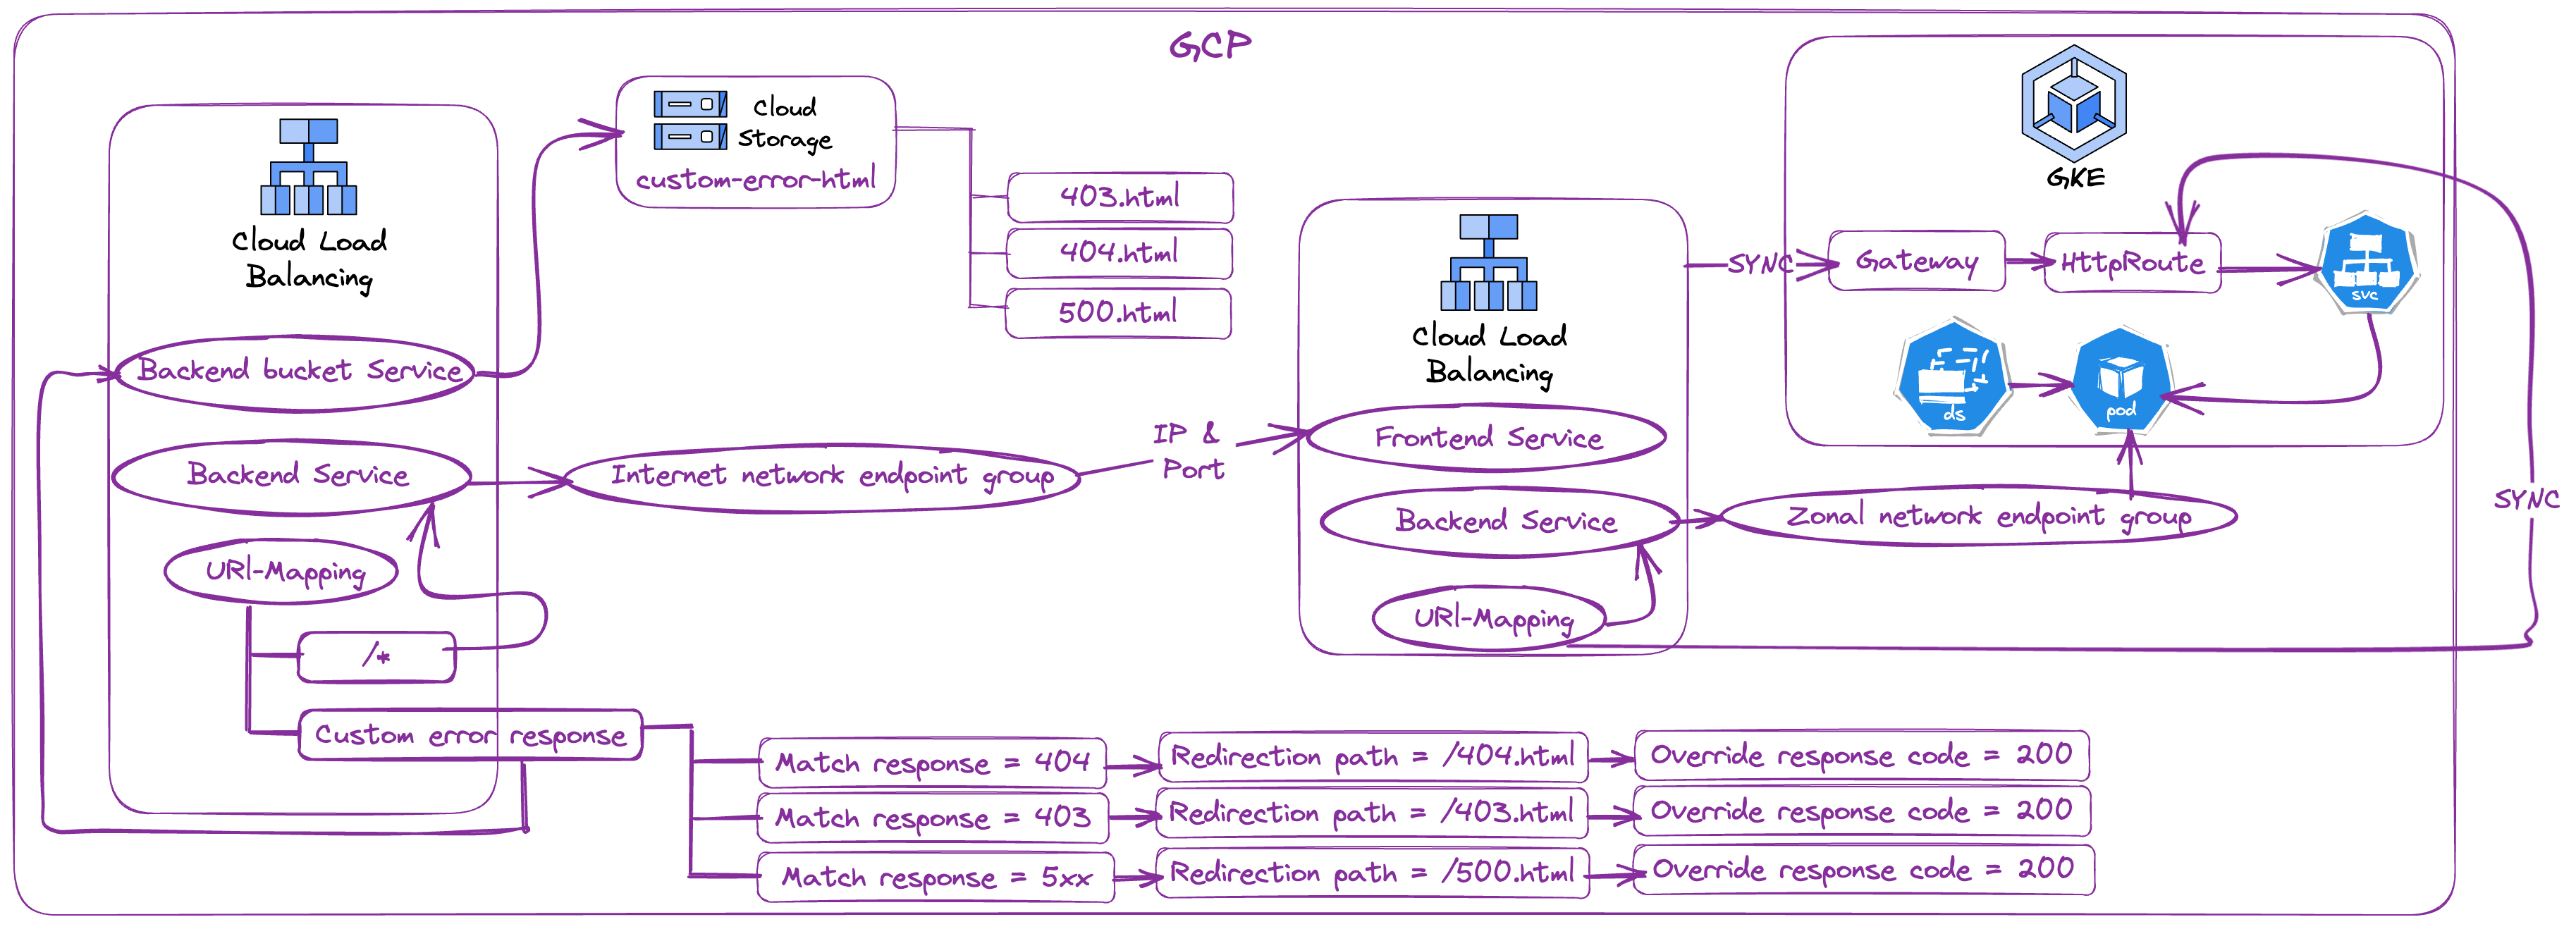 GCP
Cloud Load
Balancing
Backend bucket Service
Backend Service
URl-Mapping
/*
Custom error response
Cloud
Storage
custom-error-html
403.html
404.html
500.html
Internet network endpoint group
IP &
Port
Cloud Load
Balancing
Frontend Service
Backend Service
URl-Mapping
SYNC
GKE
Gateway
HttpRoute
svc
ds
pod
Zonal network endpoint group
SYNC
Match response = 404
Redirection path = /404.html
Override response code = 200
Match response = 403
Redirection path = /403.html
Override response code = 200
Match response = 5xx
Redirection path = /500.html
Override response code = 200